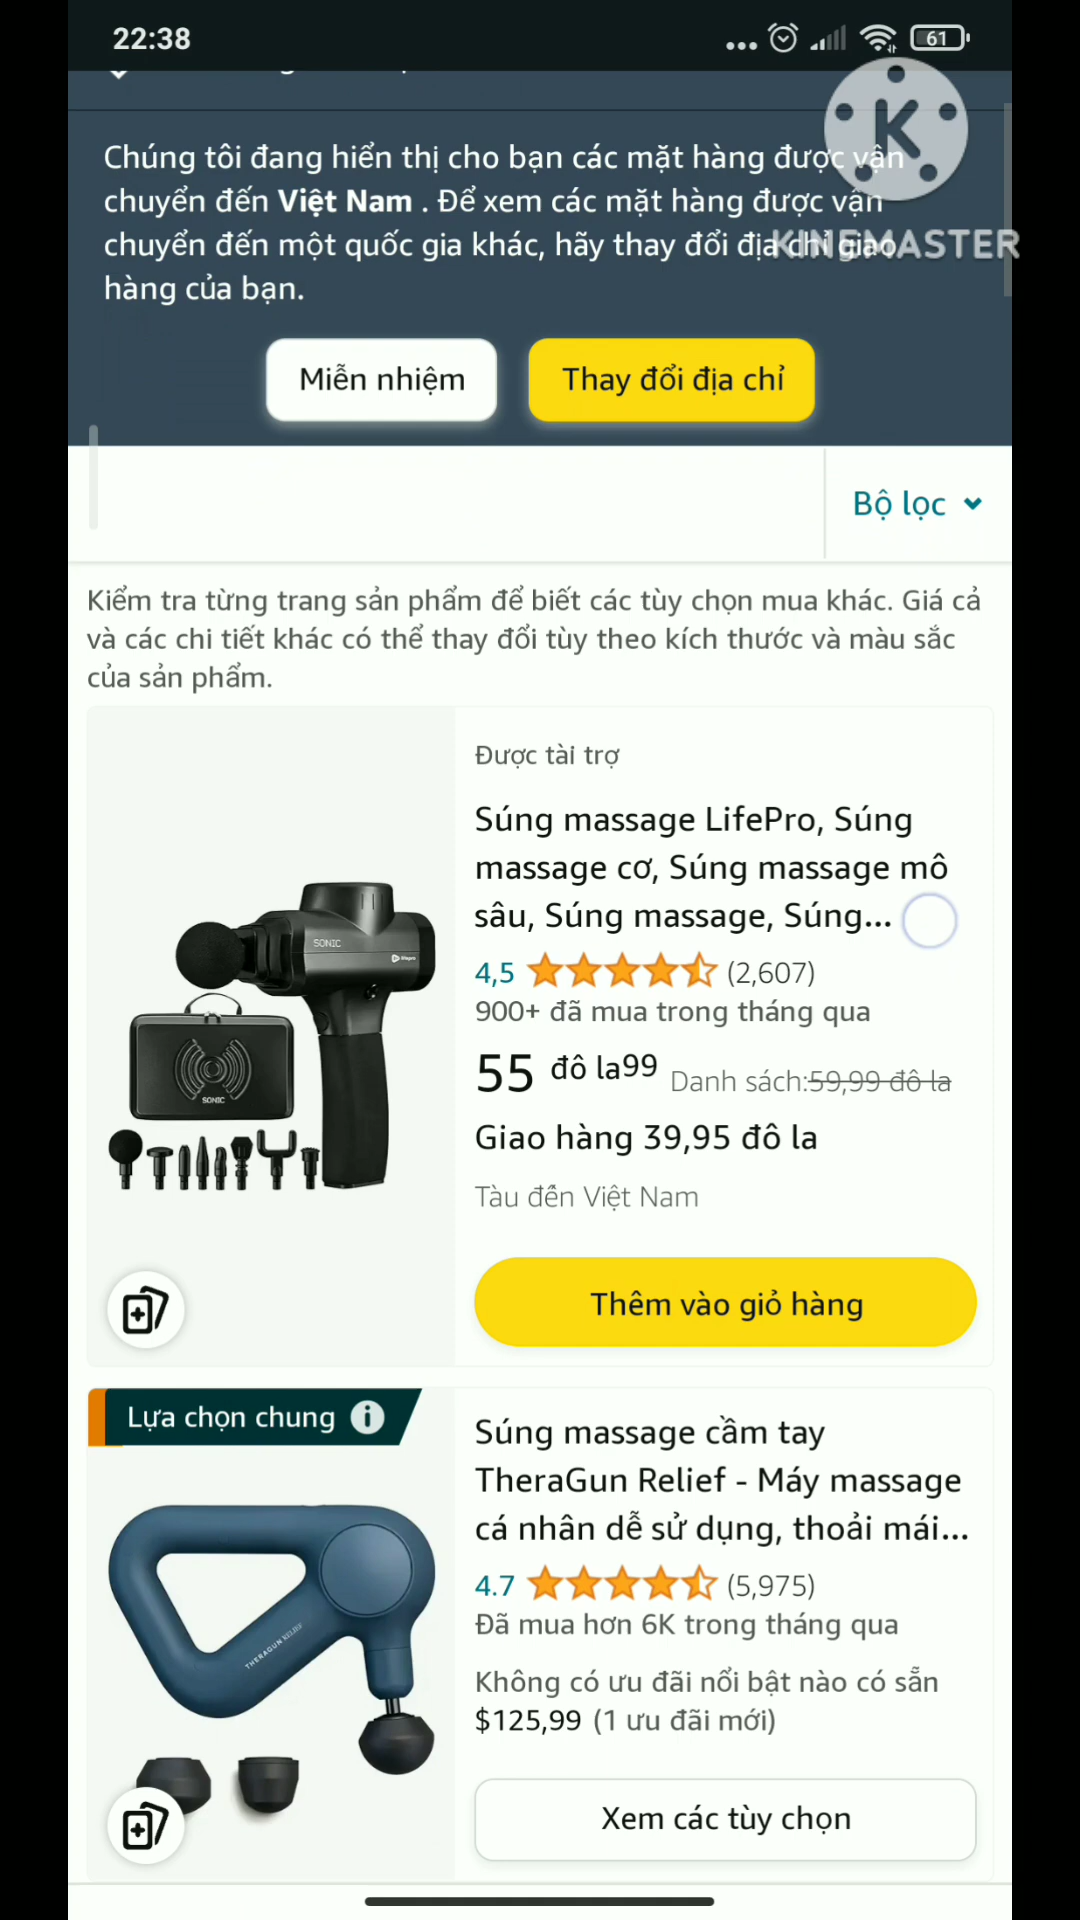 22:38
61
Chúng tôi đang hiển thị cho bạn các mặt hàng được vận
chuyển đến Việt Nam . Để xem các mặt hàng được vận
chuyển đến một quốc gia khác, hãy thay đổi địa chỉ giao
hàng của bạn.
K
KINEMASTER
Miễn nhiệm
Thay đổi địa chỉ
Bộ lọc
Kiểm tra từng trang sản phẩm để biết các tùy chọn mua khác. Giá cả
và các chi tiết khác có thể thay đổi tùy theo kích thước và màu sắc
của sản phẩm.
Được tài trợ
Súng massage LifePro, Súng
massage cơ, Súng massage mô
sâu, Súng massage, Súng...
4,5 (2,607)
900+ đã mua trong tháng qua
55 đô la99 Danh sách:59,99 đô la
Giao hàng 39,95 đô la
Tàu đến Việt Nam
Thêm vào giỏ hàng
SONIC
lifepro
SONIC
Lựa chọn chung
Súng massage cầm tay
TheraGun Relief - Máy massage
cá nhân dễ sử dụng, thoải mái...
4.7 (5,975)
Đã mua hơn 6K trong tháng qua
Không có ưu đãi nổi bật nào có sẵn
$125,99 (1 ưu đãi mới)
Xem các tùy chọn
THERAGUN RELIEF